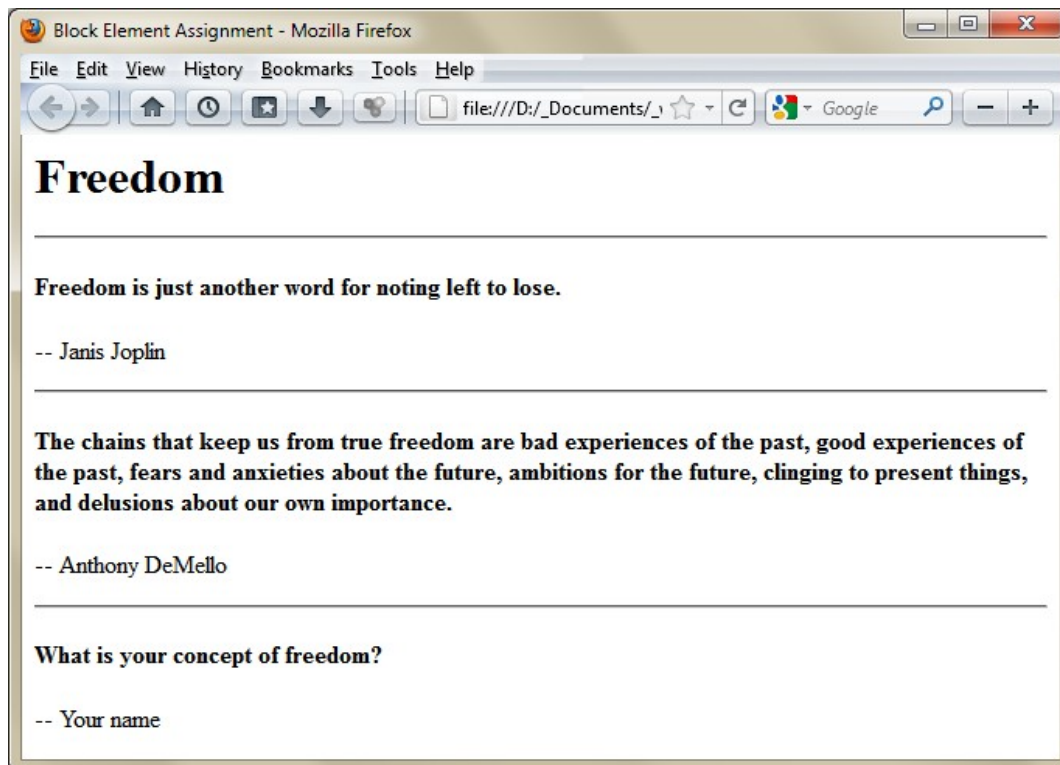 Block Element Assignment - Mozilla Firefox
File Edit View History Bookmarks Tools Help
file:///D:/_Documents/_ Google
Freedom
Freedom is just another word for noting left to lose.
-- Janis Joplin
The chains that keep us from true freedom are bad experiences of the past, good experiences of
the past, fears and anxieties about the future, ambitions for the future, clinging to present things,
and delusions about our own importance.
-- Anthony DeMello
What is your concept of freedom?
-- Your name